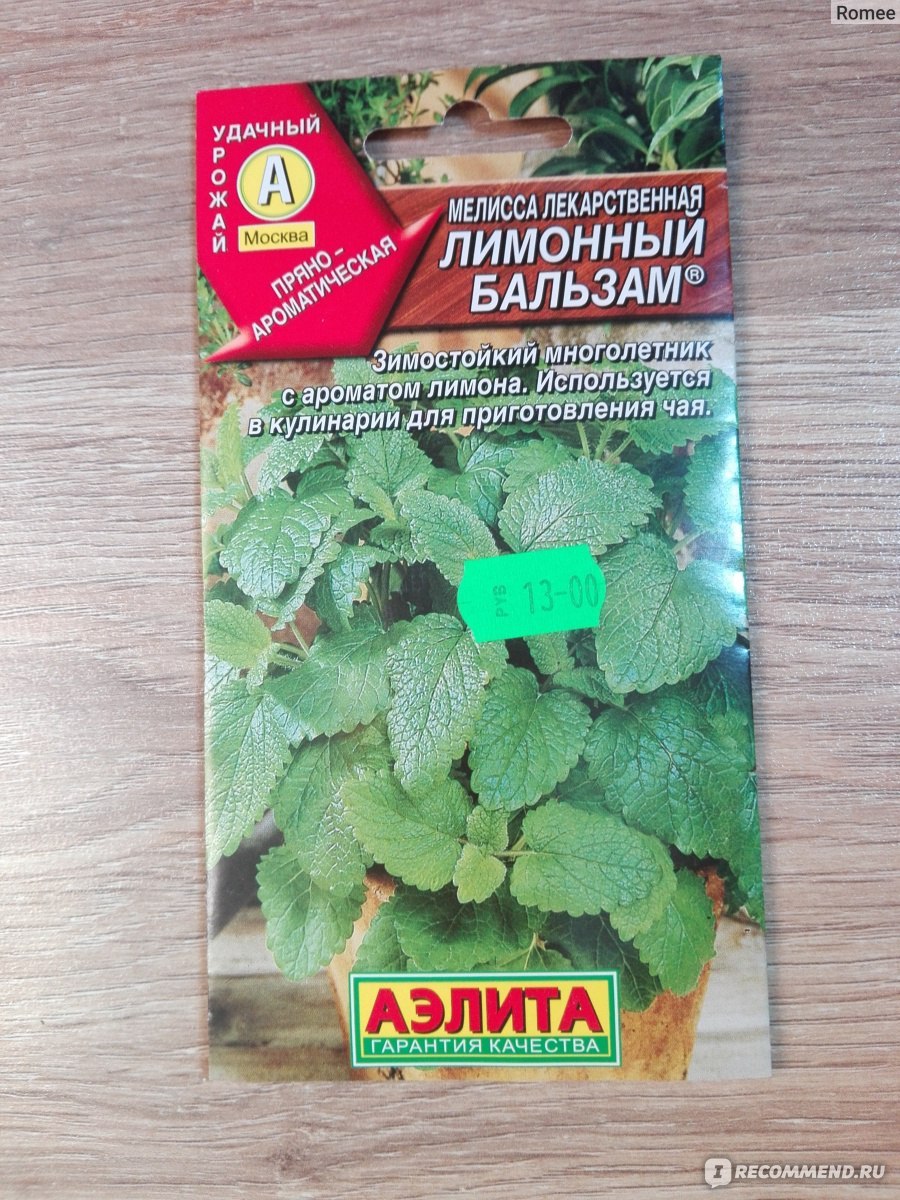 Romee
УДАЧНЫЙ
УРОЖАЙ
А
Москва
ПРЯНО-
АРОМАТИЧЕСКАЯ
МЕЛИССА ЛЕКАРСТВЕННАЯ
ЛИМОННЫЙ
БАЛЬЗАМ®
Зимостойкий многолетник
с ароматом лимона. Используется
в кулинарии для приготовления чая.
РУБ 13-00
АЭЛИТА
ГАРАНТИЯ КАЧЕСТВА
I RECOMMEND.RU